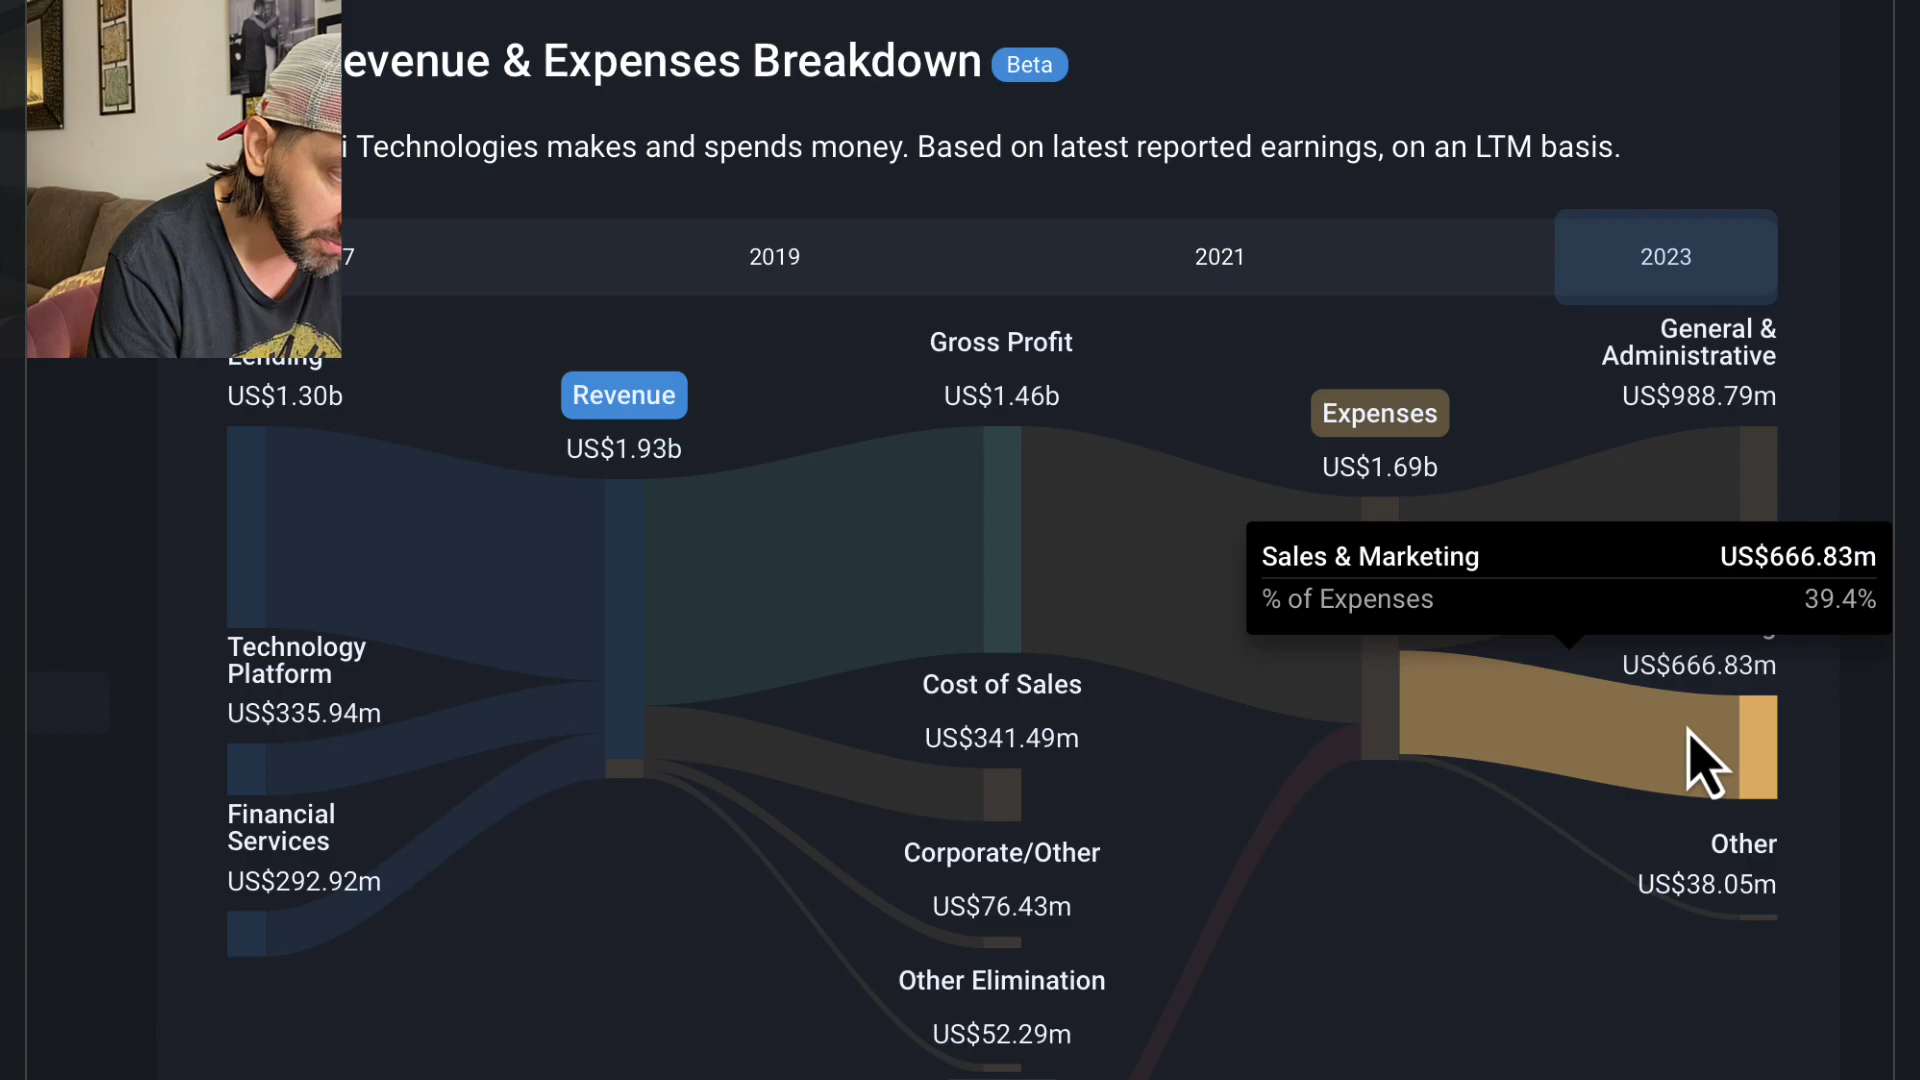 evenue & Expenses Breakdown Beta
i Technologies makes and spends money. Based on latest reported earnings, on an LTM basis.
7
2019
2021
2023
Lending
US$1.30b
Revenue
US$1.93b
Gross Profit
US$1.46b
Expenses
US$1.69b
General &
Administrative
US$988.79m
Sales & Marketing US$666.83m
% of Expenses 39.4%
US$666.83m
Technology
Platform
US$335.94m
Cost of Sales
US$341.49m
Financial
Services
US$292.92m
Corporate/Other
US$76.43m
Other
US$38.05m
Other Elimination
US$52.29m